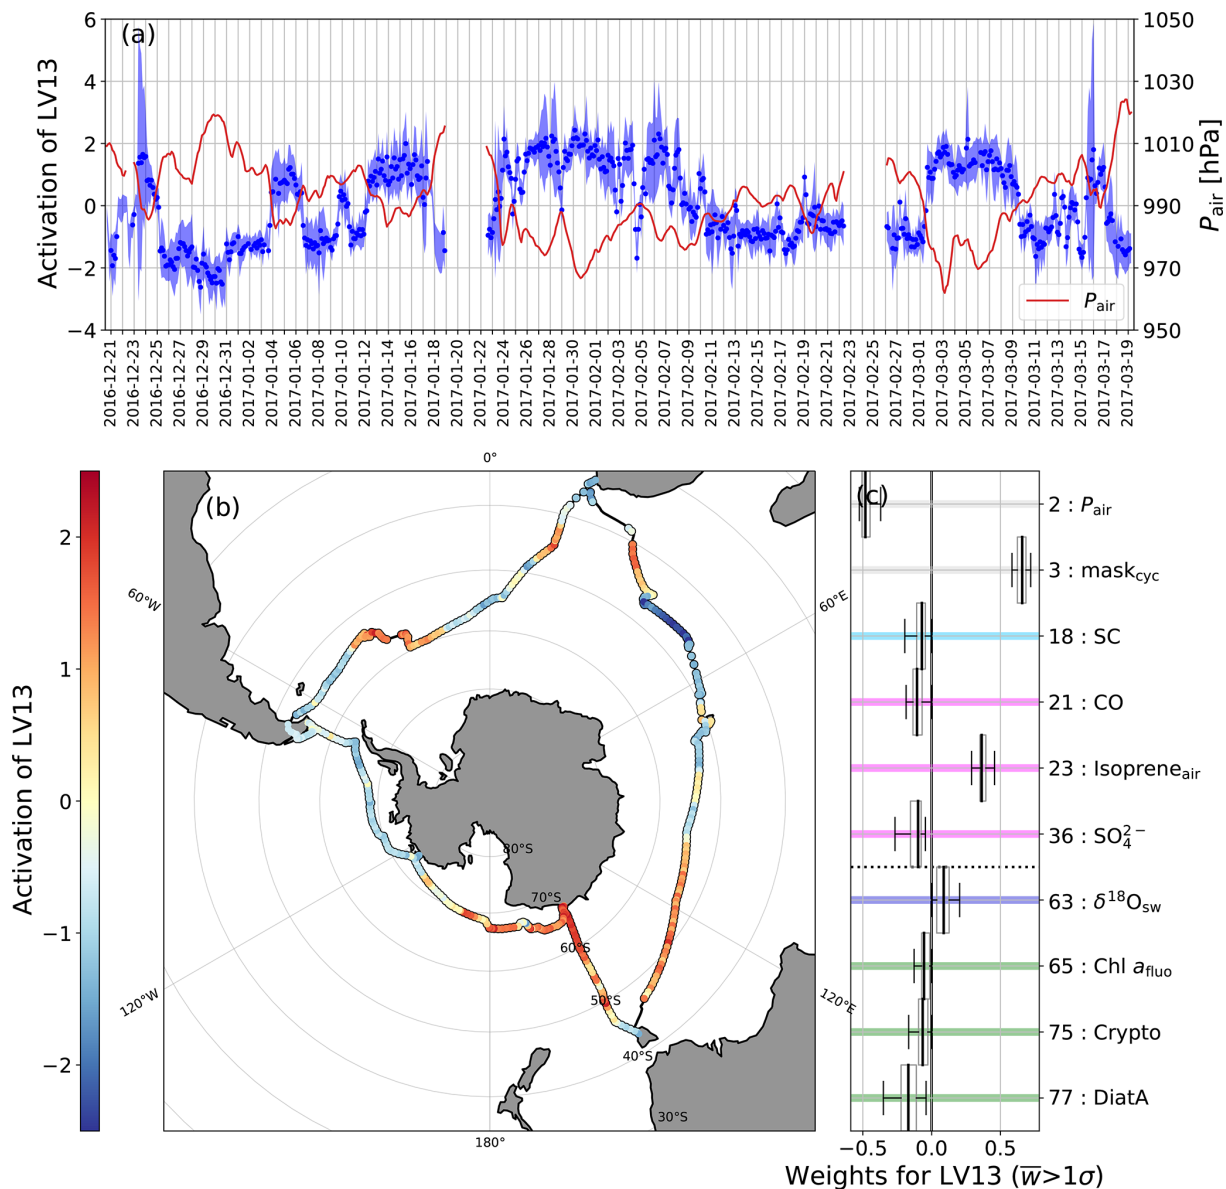 (a)
Activation of LV13
6
4
2
0
−2
−4
1050
1030
1010
990
970
950
P_air [hPa]
P_air
2016-12-21
2016-12-23
2016-12-25
2016-12-27
2016-12-29
2016-12-31
2017-01-02
2017-01-04
2017-01-06
2017-01-08
2017-01-10
2017-01-12
2017-01-14
2017-01-16
2017-01-18
2017-01-20
2017-01-22
2017-01-24
2017-01-26
2017-01-28
2017-01-30
2017-02-01
2017-02-03
2017-02-05
2017-02-07
2017-02-09
2017-02-11
2017-02-13
2017-02-15
2017-02-17
2017-02-19
2017-02-21
2017-02-23
2017-02-25
2017-02-27
2017-03-01
2017-03-03
2017-03-05
2017-03-07
2017-03-09
2017-03-11
2017-03-13
2017-03-15
2017-03-17
2017-03-19
Activation of LV13
2
1
0
−1
−2
(b)
0°
60°W
60°E
120°W
120°E
180°
80°S
70°S
60°S
50°S
40°S
30°S
(c)
2 : P_air
3 : mask_cyc
18 : SC
21 : CO
23 : Isoprene_air
36 : SO₄²⁻
63 : δ¹⁸O_sw
65 : Chl a_fluo
75 : Crypto
77 : DiatA
−0.5 0.0 0.5
Weights for LV13 (w̅>1σ)